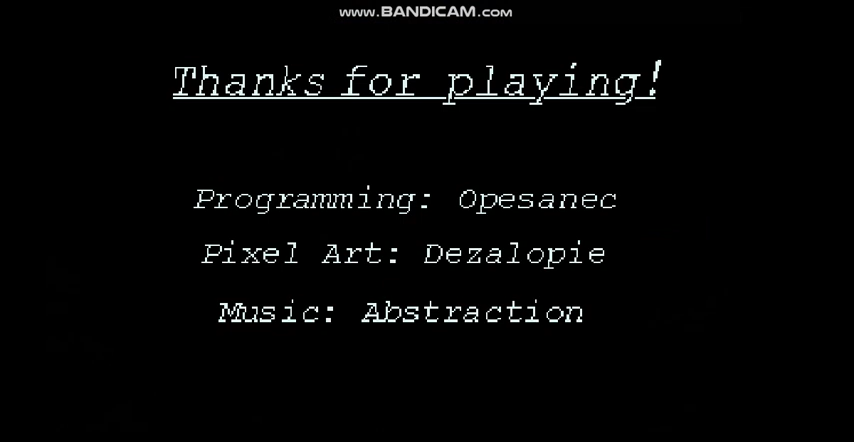 www.BANDICAM.com
Thanks for playing!
Programming: Opesanec
Pixel Art: Dezalopie
Music: Abstraction